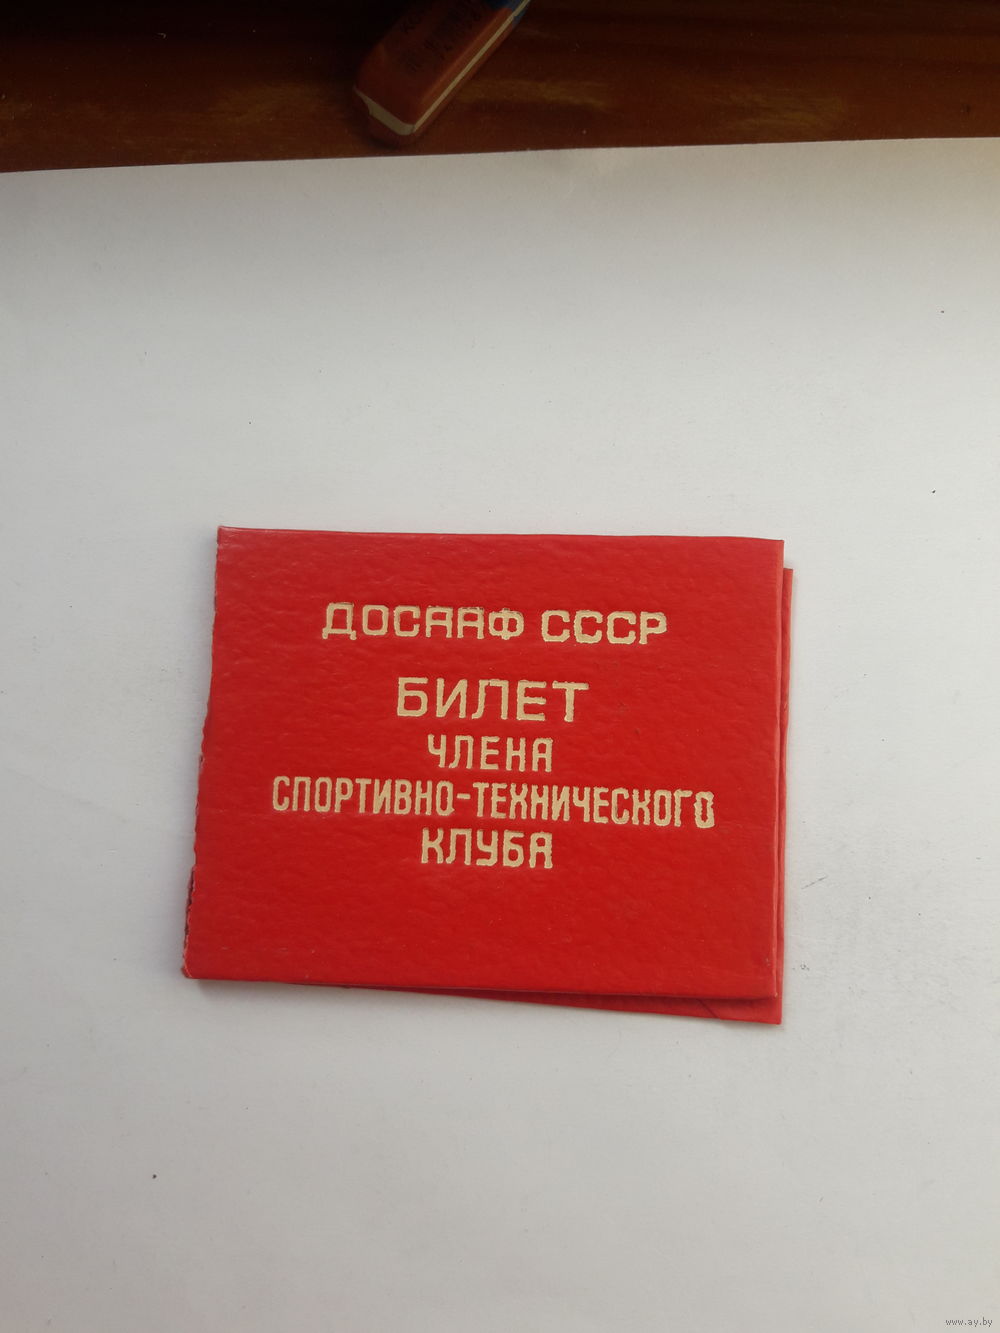 ДОСААФ СССР
БИЛЕТ
ЧЛЕНА
СПОРТИВНО-ТЕХНИЧЕСКОГО
КЛУБА
www.ay.by